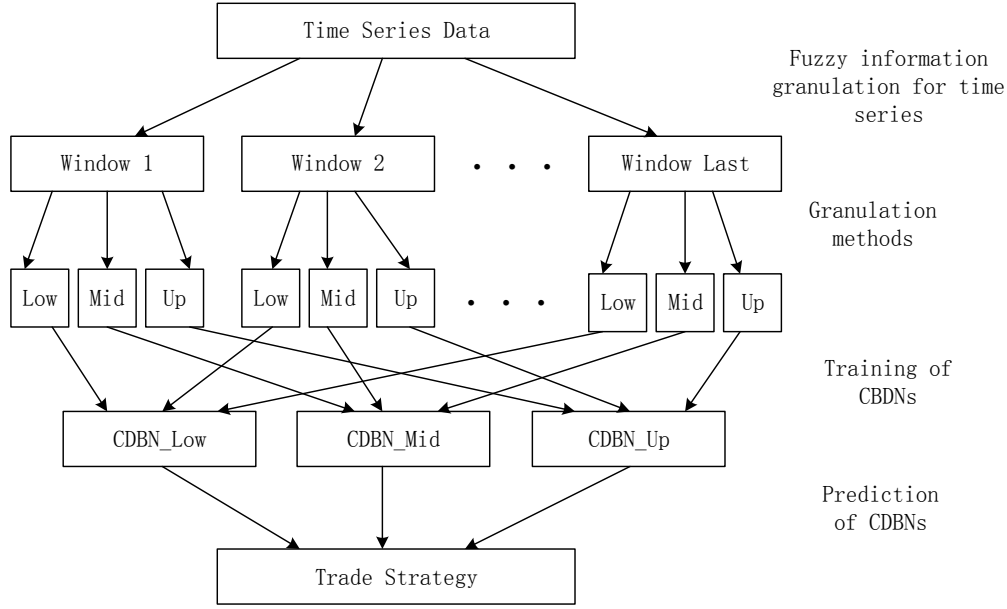 Time Series Data
Fuzzy information
granulation for time
series
Window 1
Window 2
. . .
Window Last
Granulation
methods
Low
Mid
Up
Low
Mid
Up
. . .
Low
Mid
Up
Training of
CBDNs
CDBN_Low
CDBN_Mid
CDBN_Up
Prediction
of CDBNs
Trade Strategy